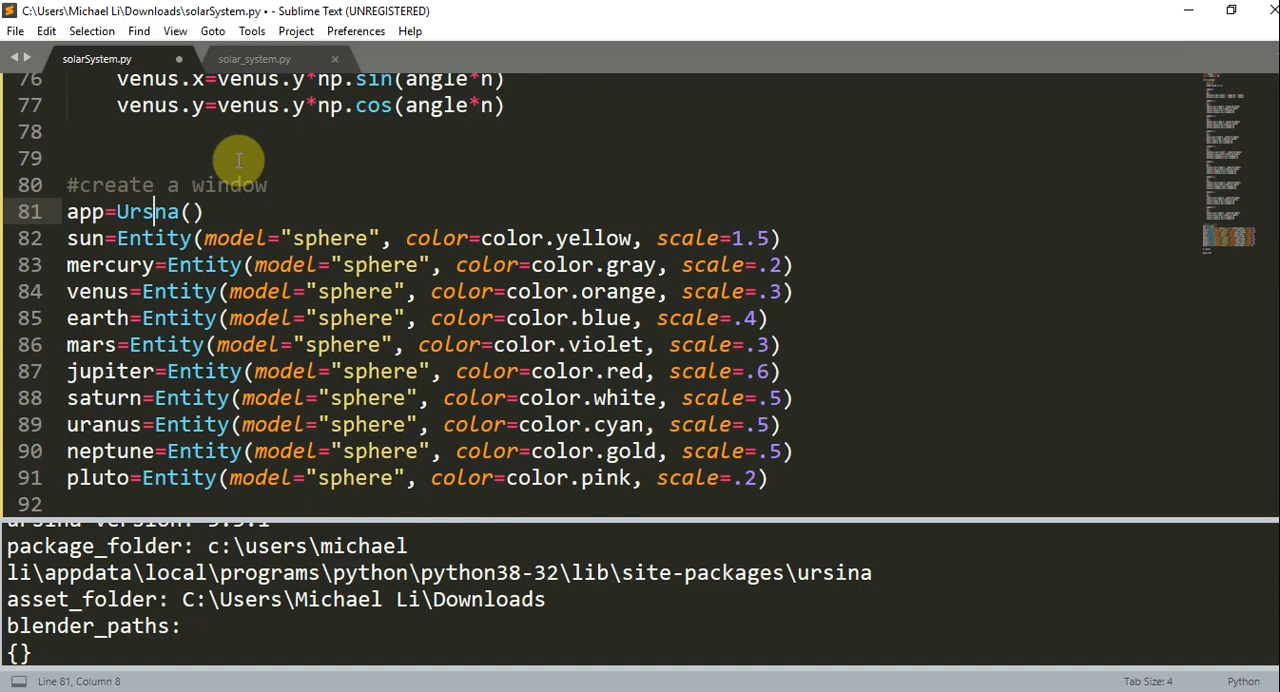 C:\Users\Michael Li\Downloads\solarSystem.py • - Sublime Text (UNREGISTERED)
File Edit Selection Find View Goto Tools Project Preferences Help
solarSystem.py solar_system.py
76 venus.x=venus.y*np.sin(angle*n)
77 venus.y=venus.y*np.cos(angle*n)
78
79
80 #create a window
81 app=Ursna()
82 sun=Entity(model="sphere", color=color.yellow, scale=1.5)
83 mercury=Entity(model="sphere", color=color.gray, scale=.2)
84 venus=Entity(model="sphere", color=color.orange, scale=.3)
85 earth=Entity(model="sphere", color=color.blue, scale=.4)
86 mars=Entity(model="sphere", color=color.violet, scale=.3)
87 jupiter=Entity(model="sphere", color=color.red, scale=.6)
88 saturn=Entity(model="sphere", color=color.white, scale=.5)
89 uranus=Entity(model="sphere", color=color.cyan, scale=.5)
90 neptune=Entity(model="sphere", color=color.gold, scale=.5)
91 pluto=Entity(model="sphere", color=color.pink, scale=.2)
92
ursina version:
package_folder: c:\users\michael
li\appdata\local\programs\python\python38-32\lib\site-packages\ursina
asset_folder: C:\Users\Michael Li\Downloads
blender_paths:
{}
Line 81, Column 8 Tab Size: 4 Python